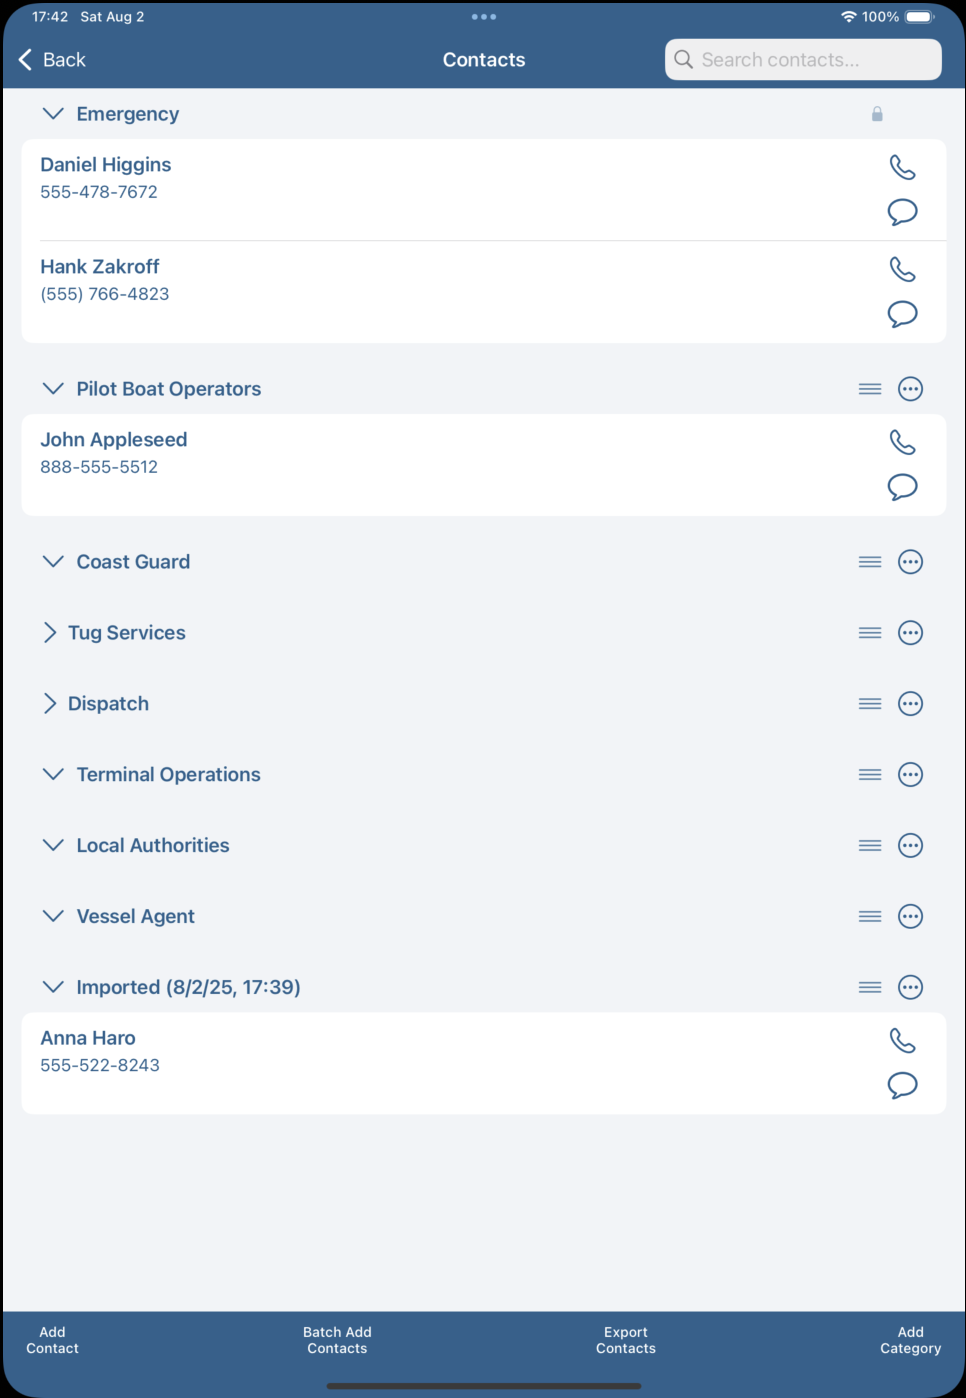 17:42 Sat Aug 2
100%
Back
Contacts
Search contacts...
Emergency
Daniel Higgins
555-478-7672
Hank Zakroff
(555) 766-4823
Pilot Boat Operators
John Appleseed
888-555-5512
Coast Guard
Tug Services
Dispatch
Terminal Operations
Local Authorities
Vessel Agent
Imported (8/2/25, 17:39)
Anna Haro
555-522-8243
Add
Contact
Batch Add
Contacts
Export
Contacts
Add
Category